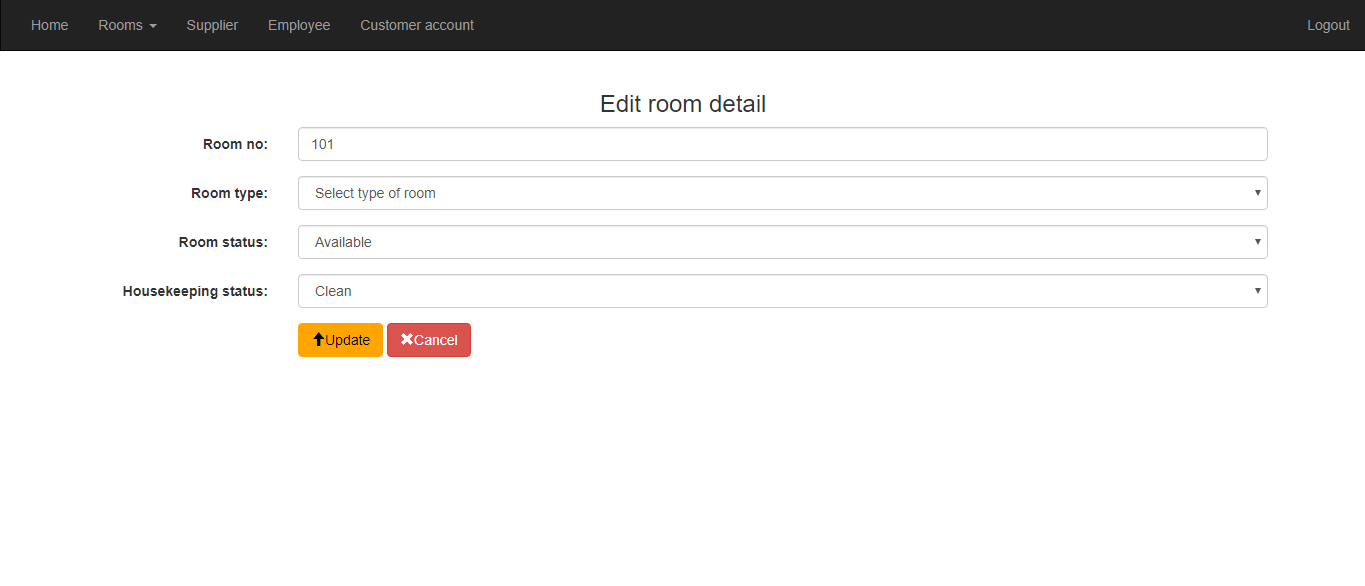 Home Rooms Supplier Employee Customer account Logout
Edit room detail
Room no: 101
Room type: Select type of room
Room status: Available
Housekeeping status: Clean
Update Cancel